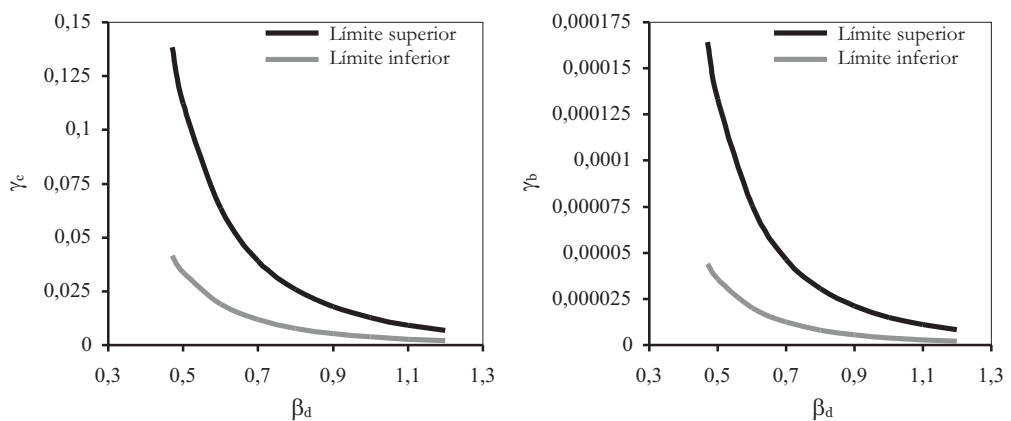 0,15
0,125
0,1
0,075
0,05
0,025
0
γc
0,3 0,5 0,7 0,9 1,1 1,3
βd
Límite superior
Límite inferior
0,000175
0,00015
0,000125
0,0001
0,000075
0,00005
0,000025
0
γb
0,3 0,5 0,7 0,9 1,1 1,3
βd
Límite superior
Límite inferior